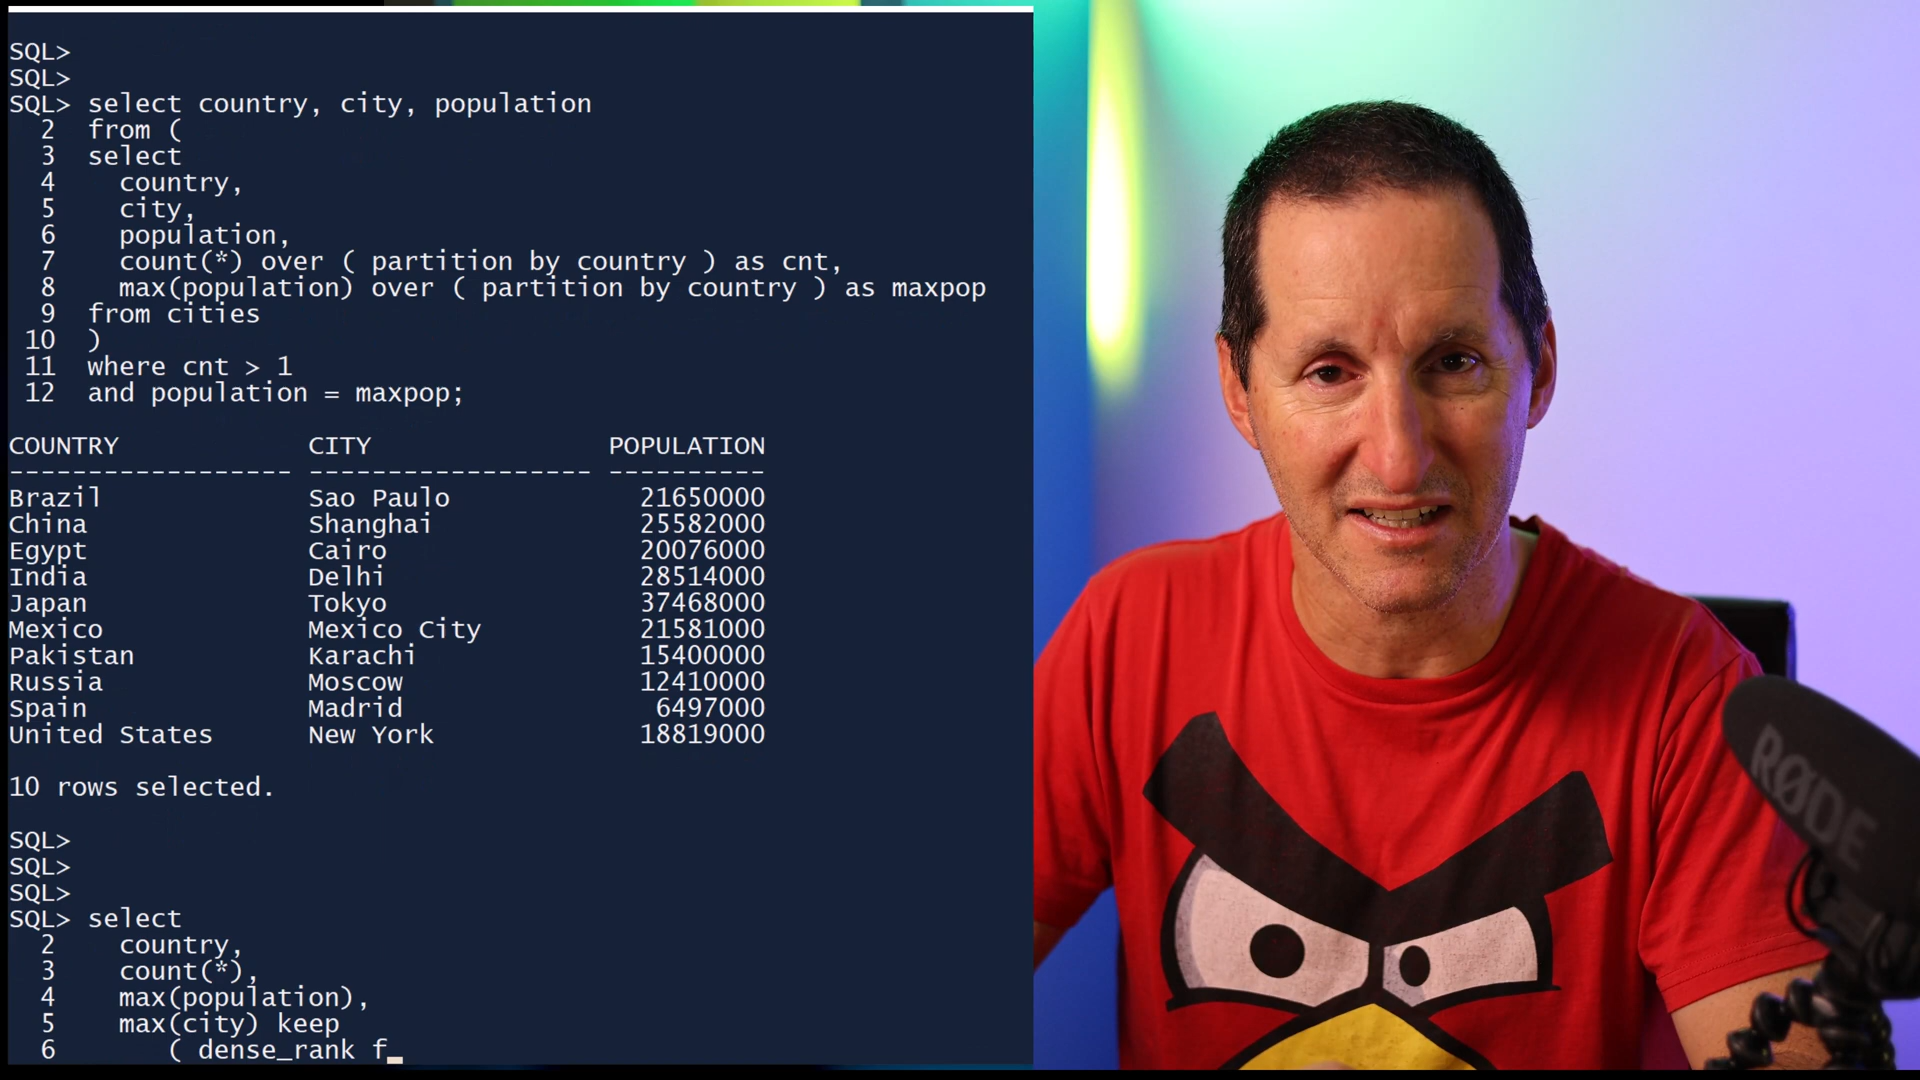 SQL>
SQL>
SQL> select country, city, population
2 from (
3 select
4 country,
5 city,
6 population,
7 count(*) over ( partition by country ) as cnt,
8 max(population) over ( partition by country ) as maxpop
9 from cities
10 )
11 where cnt > 1
12 and population = maxpop;
COUNTRY CITY POPULATION
------------------ ------------------ ----------
Brazil Sao Paulo 21650000
China Shanghai 25582000
Egypt Cairo 20076000
India Delhi 28514000
Japan Tokyo 37468000
Mexico Mexico City 21581000
Pakistan Karachi 15400000
Russia Moscow 12410000
Spain Madrid 6497000
United States New York 18819000
10 rows selected.
SQL>
SQL>
SQL>
SQL> select
2 country,
3 count(*),
4 max(population),
5 max(city) keep
6 ( dense_rank f_
RØDE